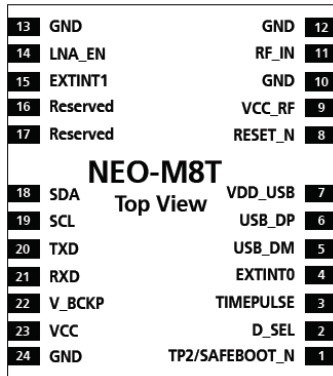 13 GND GND 12
14 LNA_EN RF_IN 11
15 EXTINT1 GND 10
16 Reserved VCC_RF 9
17 Reserved RESET_N 8
NEO-M8T
Top View
18 SDA VDD_USB 7
19 SCL USB_DP 6
20 TXD USB_DM 5
21 RXD EXTINT0 4
22 V_BCKP TIMEPULSE 3
23 VCC D_SEL 2
24 GND TP2/SAFEBOOT_N 1